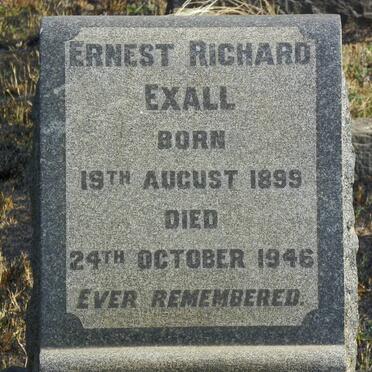 ERNEST RICHARD
EXALL
BORN
19TH AUGUST 1899
DIED
24TH OCTOBER 1946
EVER REMEMBERED.